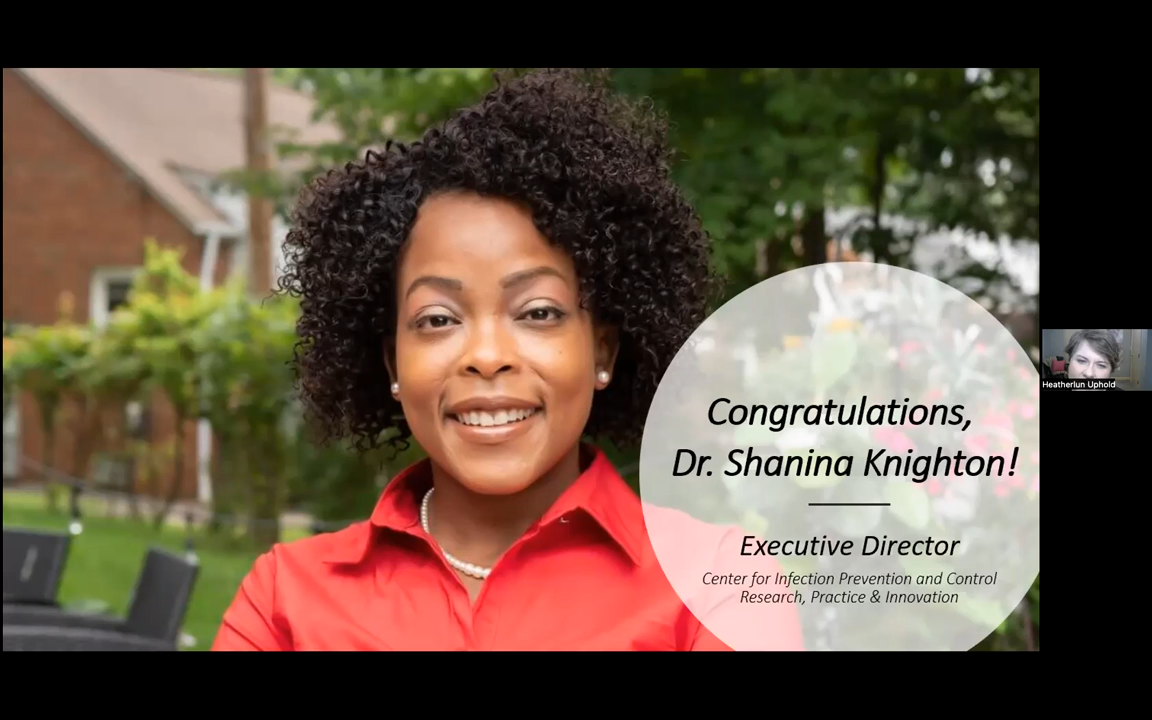 Congratulations,
Dr. Shanina Knighton!
Executive Director
Center for Infection Prevention and Control
Research, Practice & Innovation
Heatherlun Uphold